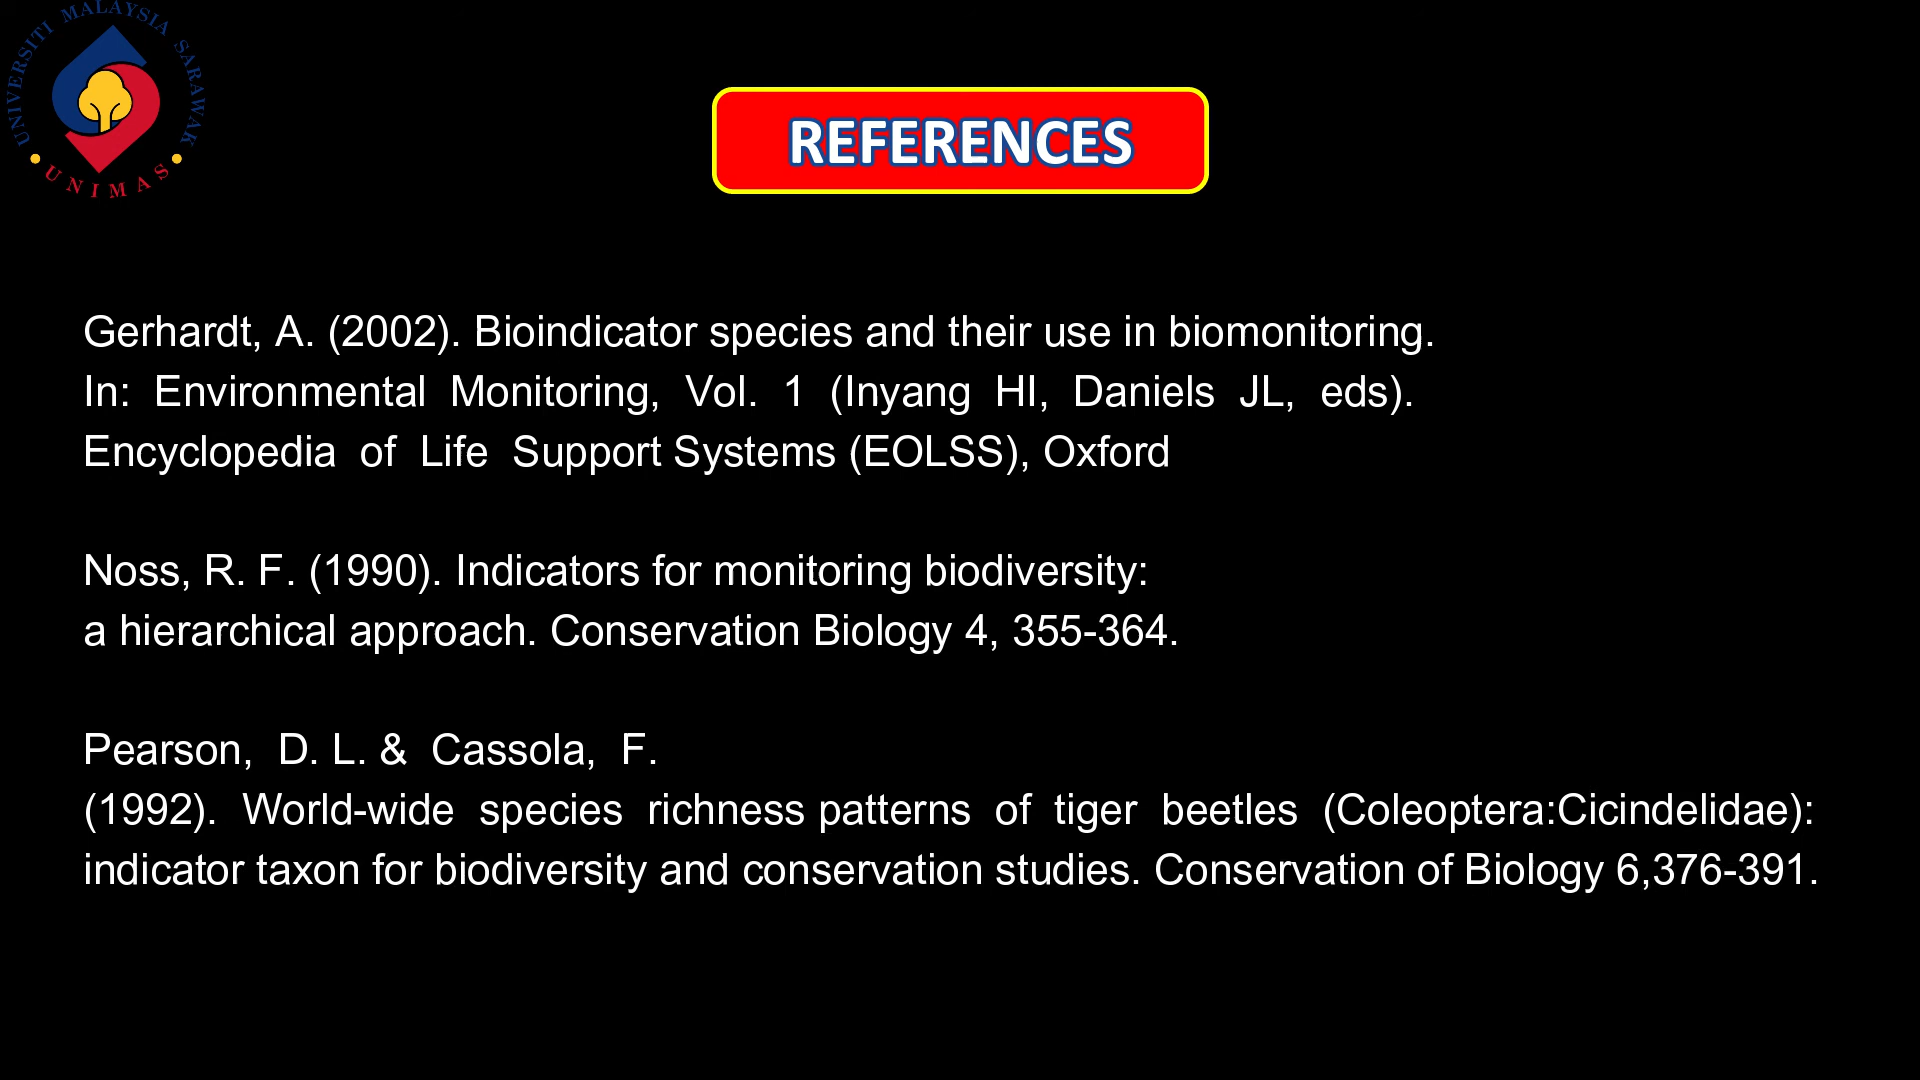 UNIVERSITI MALAYSIA SARAWAK
UNIMAS
REFERENCES
Gerhardt, A. (2002). Bioindicator species and their use in biomonitoring.
In: Environmental Monitoring, Vol. 1 (Inyang HI, Daniels JL, eds).
Encyclopedia of Life Support Systems (EOLSS), Oxford
Noss, R. F. (1990). Indicators for monitoring biodiversity:
a hierarchical approach. Conservation Biology 4, 355-364.
Pearson, D. L. & Cassola, F.
(1992). World-wide species richness patterns of tiger beetles (Coleoptera:Cicindelidae):
indicator taxon for biodiversity and conservation studies. Conservation of Biology 6,376-391.